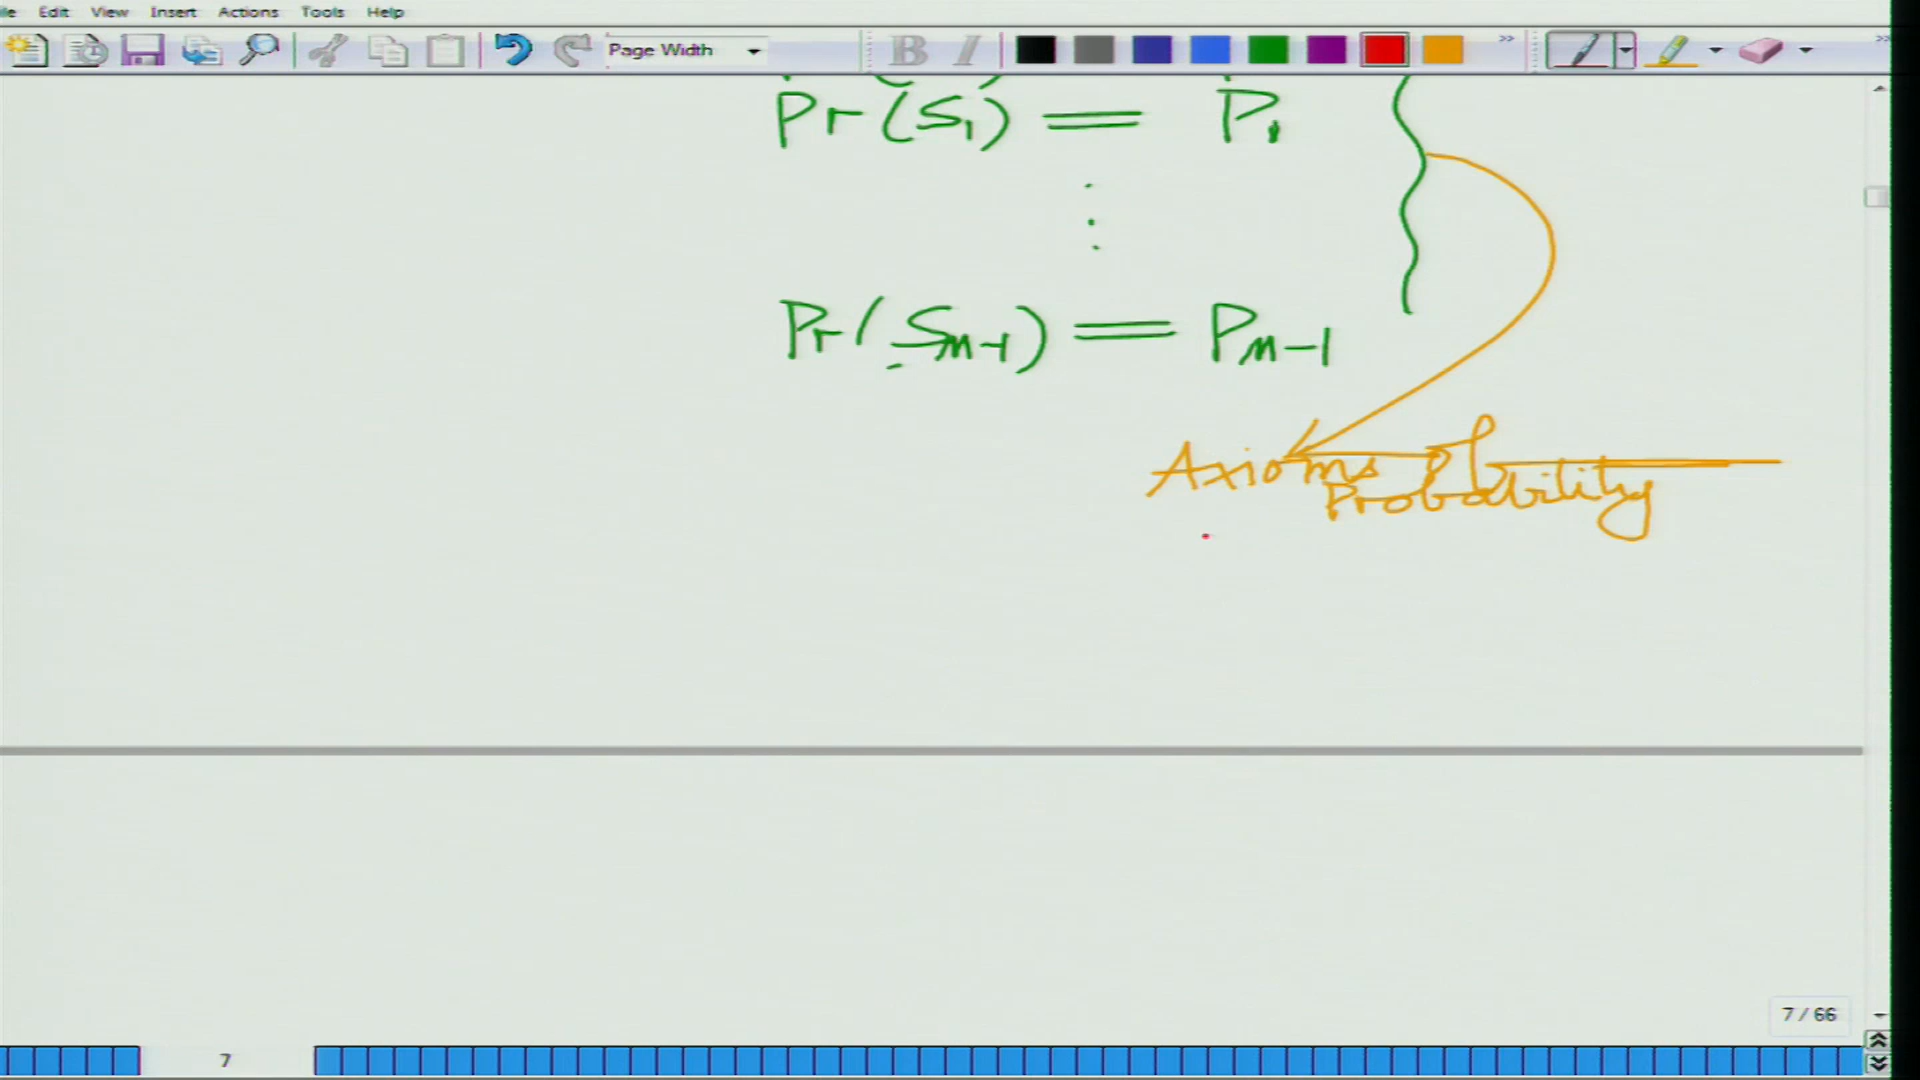 File Edit View Insert Actions Tools Help
Page Width
B I
Pr(S₁) = P₁
⋮
Pr(Sₘ₋₁) = Pₘ₋₁
Axioms of
Probability
7 / 66
7